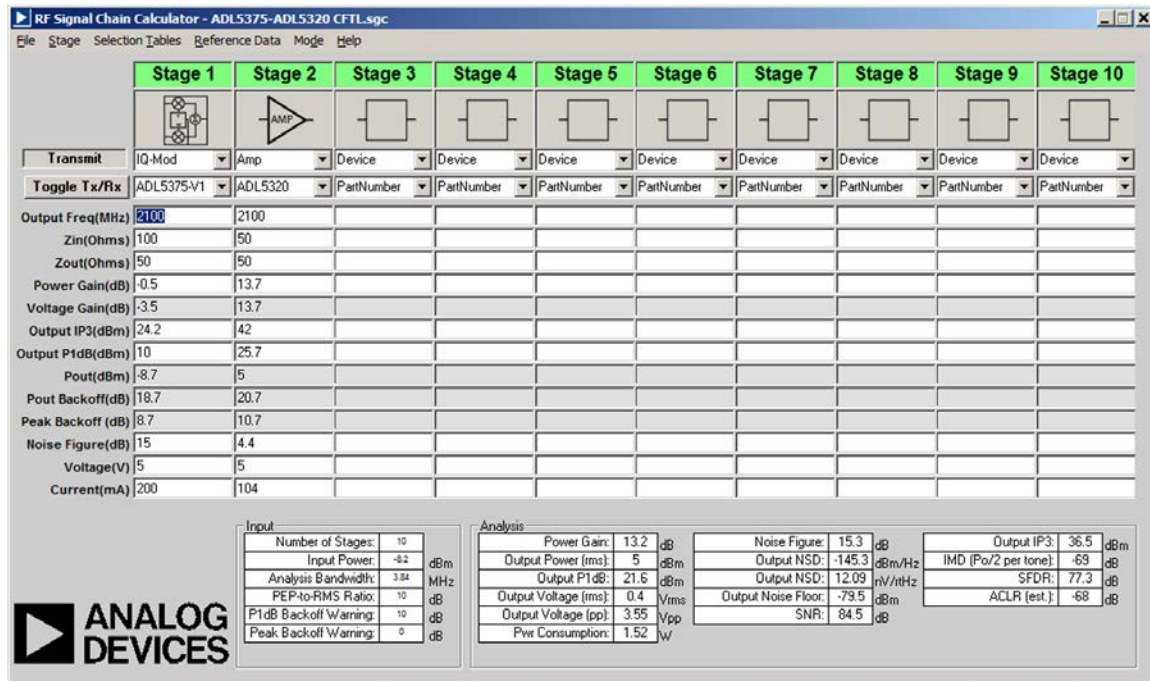 RF Signal Chain Calculator - ADL5375-ADL5320 CFTL.sgc
File Stage Selection Tables Reference Data Mode Help
Stage 1 Stage 2 Stage 3 Stage 4 Stage 5 Stage 6 Stage 7 Stage 8 Stage 9 Stage 10
AMP
Transmit IQ-Mod Amp Device Device Device Device Device Device Device Device
Toggle Tx/Rx ADL5375-V1 ADL5320 PartNumber PartNumber PartNumber PartNumber PartNumber PartNumber PartNumber PartNumber
Output Freq(MHz) 2100 2100
Zin(Ohms) 100 50
Zout(Ohms) 50 50
Power Gain(dB) -0.5 13.7
Voltage Gain(dB) -3.5 13.7
Output IP3(dBm) 24.2 42
Output P1dB(dBm) 10 25.7
Pout(dBm) -8.7 5
Pout Backoff(dB) 18.7 20.7
Peak Backoff (dB) 8.7 10.7
Noise Figure(dB) 15 4.4
Voltage(V) 5 5
Current(mA) 200 104
Input
Number of Stages: 10
Input Power: -8.2 dBm
Analysis Bandwidth: 3.84 MHz
PEP-to-RMS Ratio: 10 dB
P1dB Backoff Warning: 10 dB
Peak Backoff Warning: 0 dB
Analysis
Power Gain: 13.2 dB Noise Figure: 15.3 dB Output IP3: 36.5 dBm
Output Power (rms): 5 dBm Output NSD: -145.3 dBm/Hz IMD (Po/2 per tone): -69 dB
Output P1dB: 21.6 dBm Output NSD: 12.09 nV/rtHz SFDR: 77.3 dB
Output Voltage (rms): 0.4 Vrms Output Noise Floor: -79.5 dBm ACLR (est.): -68 dB
Output Voltage (pp): 3.55 Vpp SNR: 84.5 dB
Pwr Consumption: 1.52 W
ANALOG
DEVICES